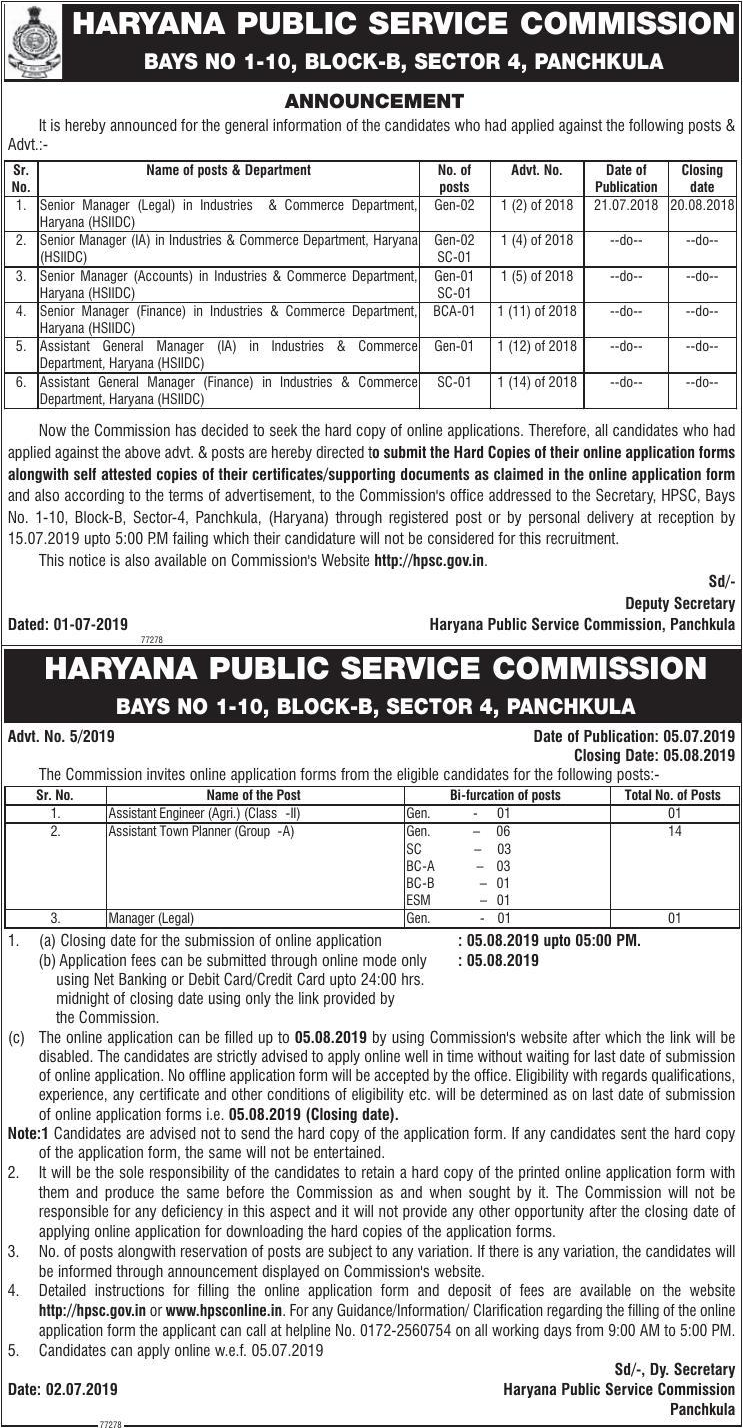 HARYANA PUBLIC SERVICE COMMISSION
BAYS NO 1-10, BLOCK-B, SECTOR 4, PANCHKULA
ANNOUNCEMENT
It is hereby announced for the general information of the candidates who had applied against the following posts &
Advt.:-
Sr. No. Name of posts & Department No. of posts Advt. No. Date of Publication Closing date
1. Senior Manager (Legal) in Industries & Commerce Department, Gen-02 1 (2) of 2018 21.07.2018 20.08.2018
Haryana (HSIIDC)
2. Senior Manager (IA) in Industries & Commerce Department, Haryana Gen-02 1 (4) of 2018 --do-- --do--
(HSIIDC) SC-01
3. Senior Manager (Accounts) in Industries & Commerce Department, Gen-01 1 (5) of 2018 --do-- --do--
Haryana (HSIIDC) SC-01
4. Senior Manager (Finance) in Industries & Commerce Department, BCA-01 1 (11) of 2018 --do-- --do--
Haryana (HSIIDC)
5. Assistant General Manager (IA) in Industries & Commerce Gen-01 1 (12) of 2018 --do-- --do--
Department, Haryana (HSIIDC)
6. Assistant General Manager (Finance) in Industries & Commerce SC-01 1 (14) of 2018 --do-- --do--
Department, Haryana (HSIIDC)
Now the Commission has decided to seek the hard copy of online applications. Therefore, all candidates who had
applied against the above advt. & posts are hereby directed to submit the Hard Copies of their online application forms
alongwith self attested copies of their certificates/supporting documents as claimed in the online application form
and also according to the terms of advertisement, to the Commission's office addressed to the Secretary, HPSC, Bays
No. 1-10, Block-B, Sector-4, Panchkula, (Haryana) through registered post or by personal delivery at reception by
15.07.2019 upto 5:00 P.M failing which their candidature will not be considered for this recruitment.
This notice is also available on Commission's Website http://hpsc.gov.in.
Sd/-
Deputy Secretary
Dated: 01-07-2019 Haryana Public Service Commission, Panchkula
77278
HARYANA PUBLIC SERVICE COMMISSION
BAYS NO 1-10, BLOCK-B, SECTOR 4, PANCHKULA
Advt. No. 5/2019 Date of Publication: 05.07.2019
Closing Date: 05.08.2019
The Commission invites online application forms from the eligible candidates for the following posts:-
Sr. No. Name of the Post Bi-furcation of posts Total No. of Posts
1. Assistant Engineer (Agri.) (Class -II) Gen. - 01 01
2. Assistant Town Planner (Group -A) Gen. – 06 14
SC – 03
BC-A – 03
BC-B – 01
ESM – 01
3. Manager (Legal) Gen. - 01 01
1. (a) Closing date for the submission of online application : 05.08.2019 upto 05:00 PM.
(b) Application fees can be submitted through online mode only : 05.08.2019
using Net Banking or Debit Card/Credit Card upto 24:00 hrs.
midnight of closing date using only the link provided by
the Commission.
(c) The online application can be filled up to 05.08.2019 by using Commission's website after which the link will be
disabled. The candidates are strictly advised to apply online well in time without waiting for last date of submission
of online application. No offline application form will be accepted by the office. Eligibility with regards qualifications,
experience, any certificate and other conditions of eligibility etc. will be determined as on last date of submission
of online application forms i.e. 05.08.2019 (Closing date).
Note:1 Candidates are advised not to send the hard copy of the application form. If any candidates sent the hard copy
of the application form, the same will not be entertained.
2. It will be the sole responsibility of the candidates to retain a hard copy of the printed online application form with
them and produce the same before the Commission as and when sought by it. The Commission will not be
responsible for any deficiency in this aspect and it will not provide any other opportunity after the closing date of
applying online application for downloading the hard copies of the application forms.
3. No. of posts alongwith reservation of posts are subject to any variation. If there is any variation, the candidates will
be informed through announcement displayed on Commission's website.
4. Detailed instructions for filling the online application form and deposit of fees are available on the website
http://hpsc.gov.in or www.hpsconline.in. For any Guidance/Information/ Clarification regarding the filling of the online
application form the applicant can call at helpline No. 0172-2560754 on all working days from 9:00 AM to 5:00 PM.
5. Candidates can apply online w.e.f. 05.07.2019
Sd/-, Dy. Secretary
Date: 02.07.2019 Haryana Public Service Commission
Panchkula
77278